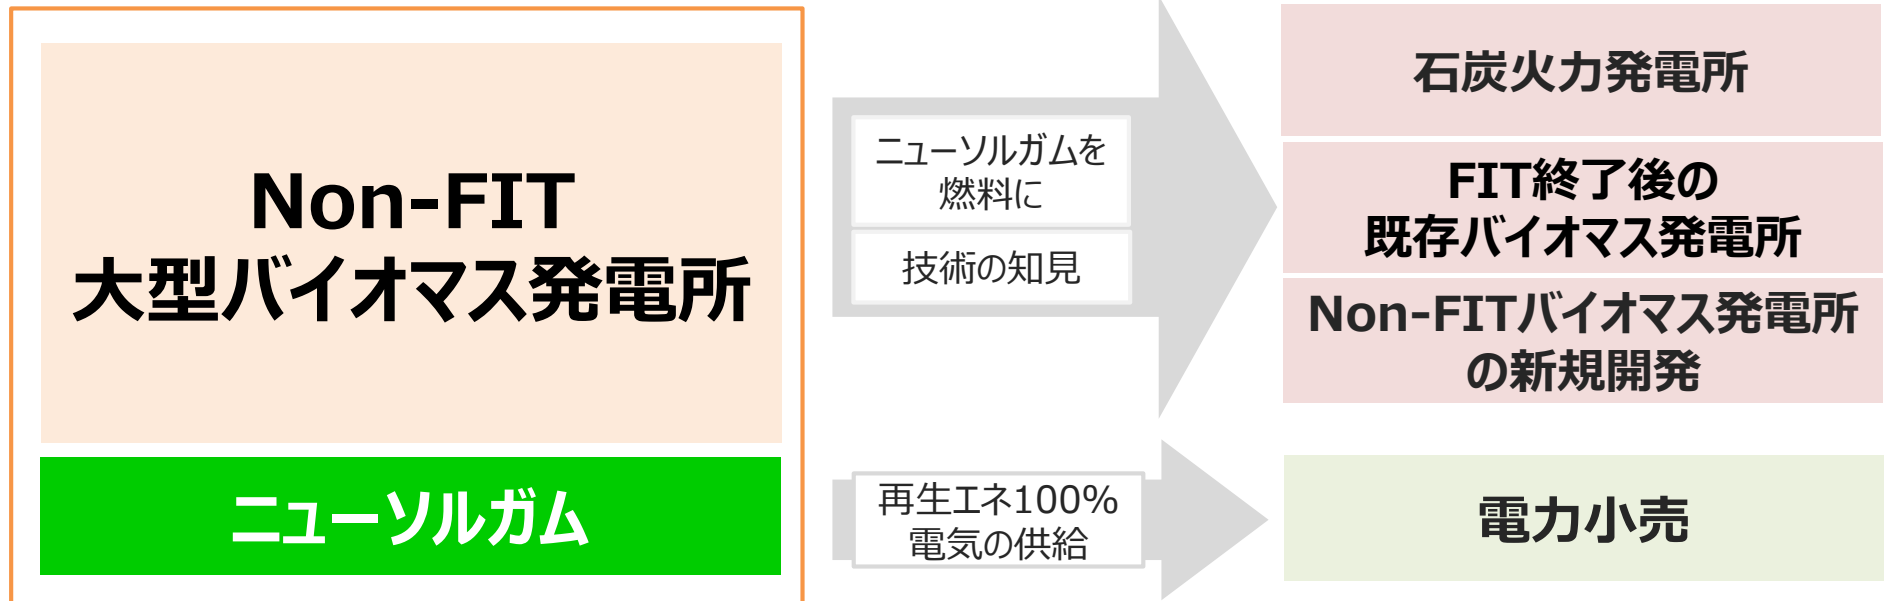 Non-FIT
大型バイオマス発電所
ニューソルガム
ニューソルガムを
燃料に
技術の知見
再生エネ100%
電気の供給
石炭火力発電所
FIT終了後の
既存バイオマス発電所
Non-FITバイオマス発電所
の新規開発
電力小売